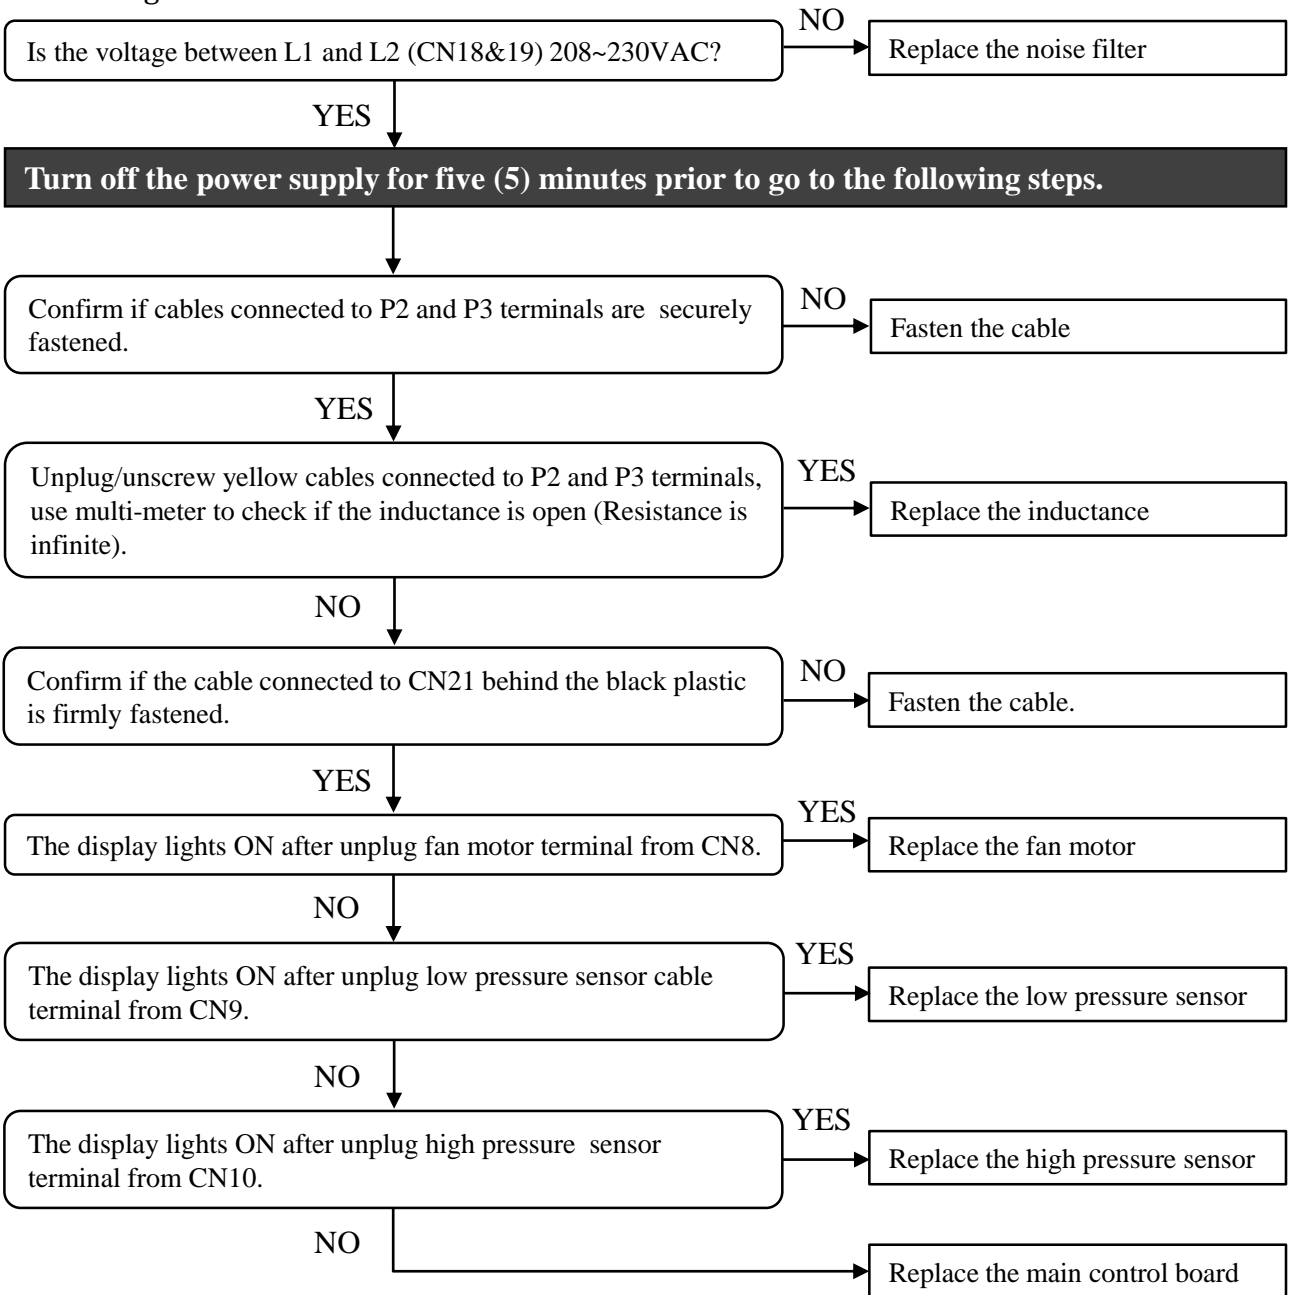 NO
Is the voltage between L1 and L2 (CN18&19) 208~230VAC?
Replace the noise filter
YES
Turn off the power supply for five (5) minutes prior to go to the following steps.
Confirm if cables connected to P2 and P3 terminals are securely
fastened.
NO
Fasten the cable
YES
Unplug/unscrew yellow cables connected to P2 and P3 terminals,
use multi-meter to check if the inductance is open (Resistance is
infinite).
YES
Replace the inductance
NO
Confirm if the cable connected to CN21 behind the black plastic
is firmly fastened.
NO
Fasten the cable.
YES
The display lights ON after unplug fan motor terminal from CN8.
YES
Replace the fan motor
NO
The display lights ON after unplug low pressure sensor cable
terminal from CN9.
YES
Replace the low pressure sensor
NO
The display lights ON after unplug high pressure sensor
terminal from CN10.
YES
Replace the high pressure sensor
NO
Replace the main control board